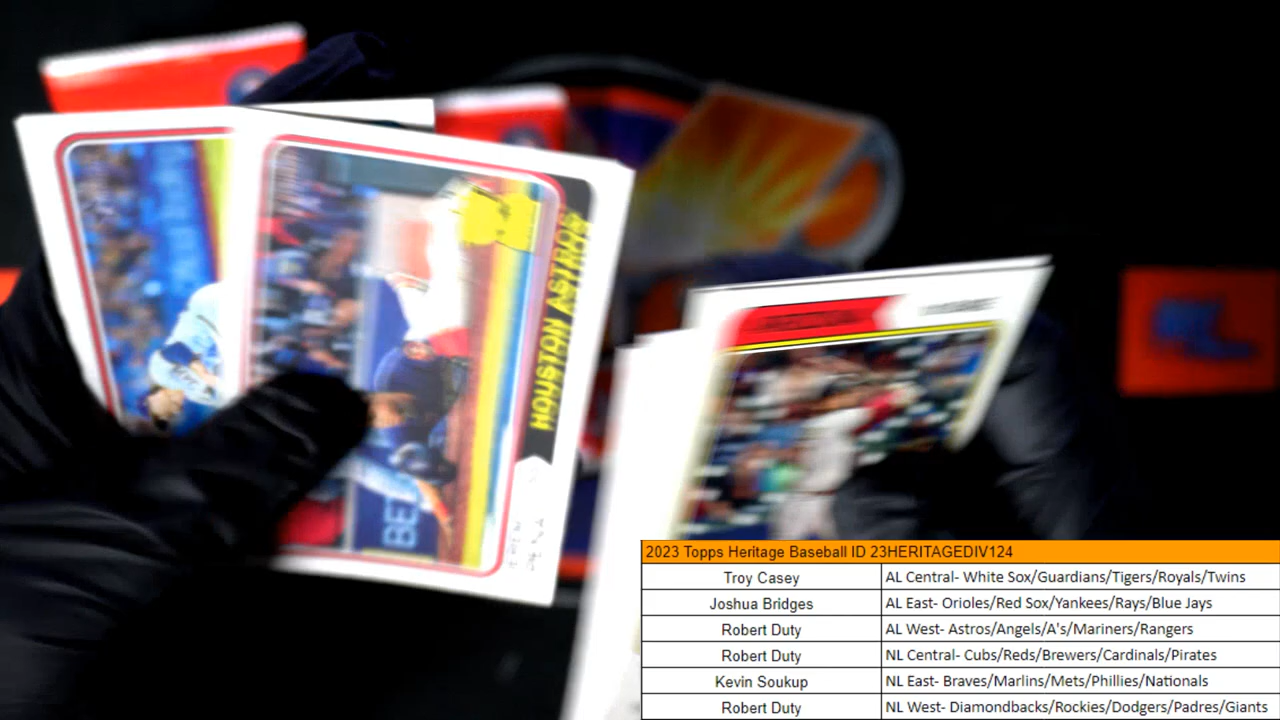 HOUSTON ASTROS
BE
2023 Topps Heritage Baseball ID 23HERITAGEDIV124
Troy Casey AL Central- White Sox/Guardians/Tigers/Royals/Twins
Joshua Bridges AL East- Orioles/Red Sox/Yankees/Rays/Blue Jays
Robert Duty AL West- Astros/Angels/A's/Mariners/Rangers
Robert Duty NL Central- Cubs/Reds/Brewers/Cardinals/Pirates
Kevin Soukup NL East- Braves/Marlins/Mets/Phillies/Nationals
Robert Duty NL West- Diamondbacks/Rockies/Dodgers/Padres/Giants